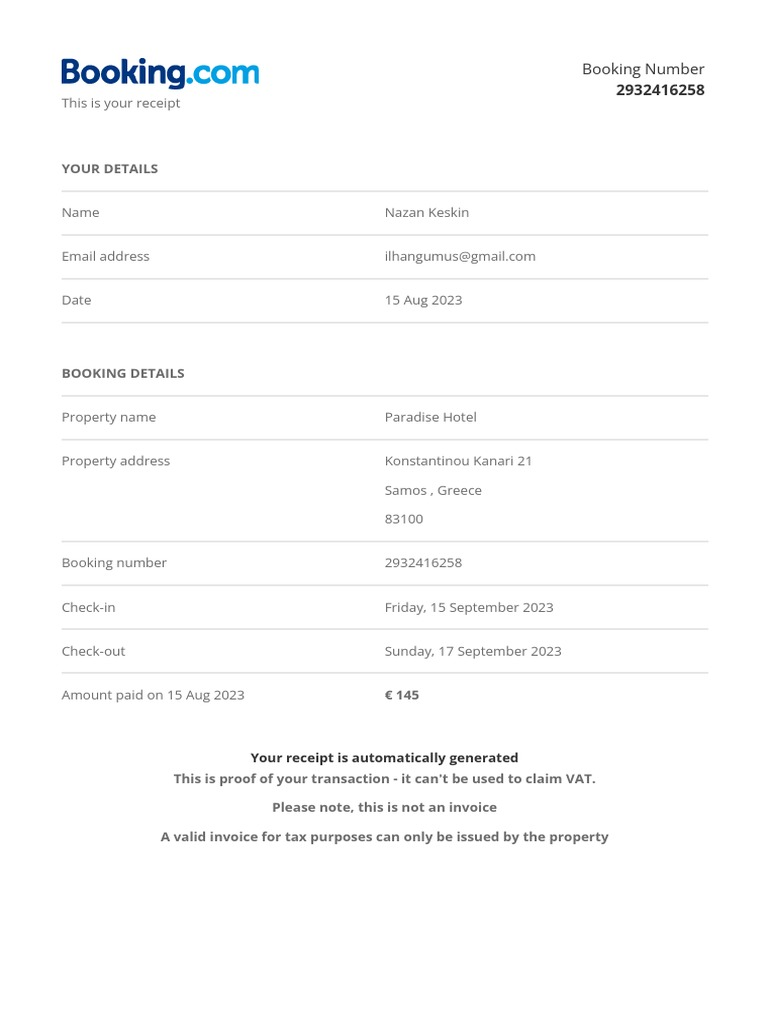 Booking.com
This is your receipt
Booking Number
2932416258
YOUR DETAILS
Name Nazan Keskin
Email address ilhangumus@gmail.com
Date 15 Aug 2023
BOOKING DETAILS
Property name Paradise Hotel
Property address Konstantinou Kanari 21
Samos , Greece
83100
Booking number 2932416258
Check-in Friday, 15 September 2023
Check-out Sunday, 17 September 2023
Amount paid on 15 Aug 2023 € 145
Your receipt is automatically generated
This is proof of your transaction - it can't be used to claim VAT.
Please note, this is not an invoice
A valid invoice for tax purposes can only be issued by the property